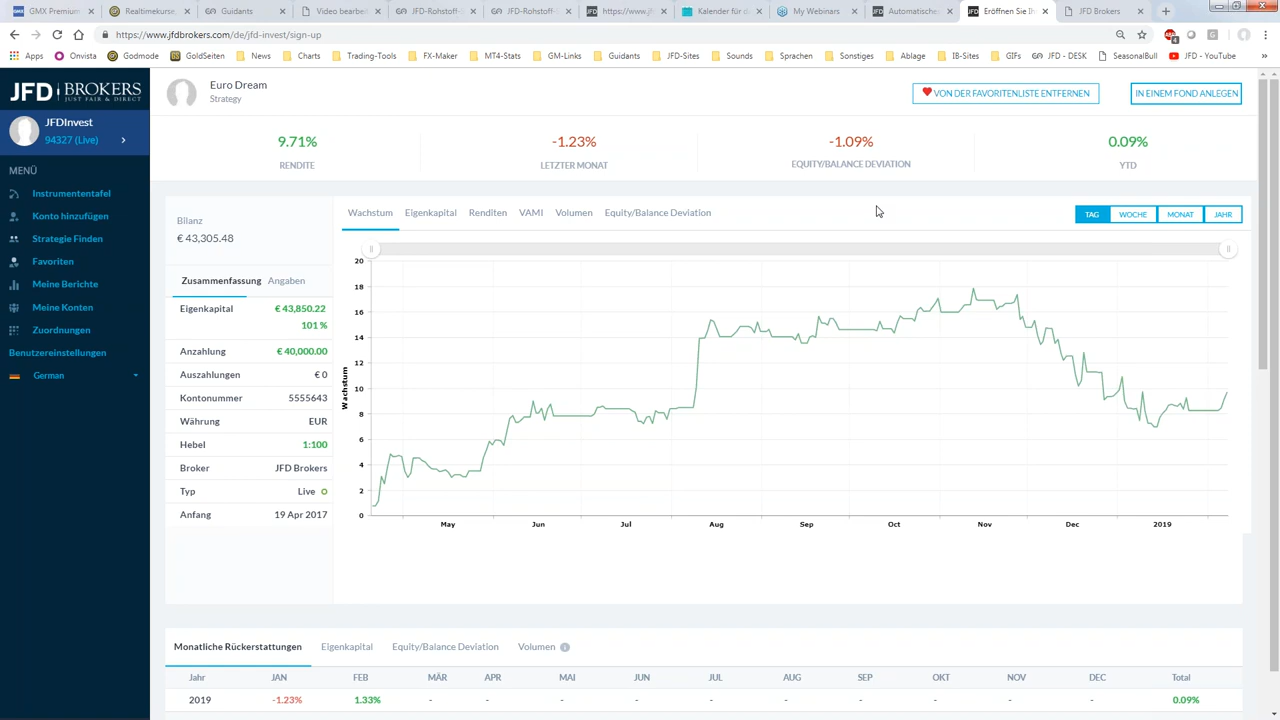 GMX Premium
Realtimekurse
Guidants
Video bearbei
JFD-Rohstoff
JFD-Rohstoff
https://www.jf
Kalender für d
My Webinars
Automatische
Eröffnen Sie Ih
JFD Brokers
https://www.jfdbrokers.com/de/jfd-invest/sign-up
Apps
Onvista
Godmode
GoldSeiten
News
Charts
Trading-Tools
FX-Maker
MT4-Stats
GM-Links
Guidants
JFD-Sites
Sounds
Sprachen
Sonstiges
Ablage
IB-Sites
GIFs
JFD - DESK
SeasonalBull
JFD - YouTube
»
JFD BROKERS
JUST FAIR & DIRECT
JFDInvest
94327 (Live)
MENÜ
Instrumententafel
Konto hinzufügen
Strategie Finden
Favoriten
Meine Berichte
Meine Konten
Zuordnungen
Benutzereinstellungen
German
Euro Dream
Strategy
VON DER FAVORITENLISTE ENTFERNEN
IN EINEM FOND ANLEGEN
9.71%
RENDITE
-1.23%
LETZTER MONAT
-1.09%
EQUITY/BALANCE DEVIATION
0.09%
YTD
Bilanz
€ 43,305.48
Zusammenfassung Angaben
Eigenkapital € 43,850.22
101 %
Anzahlung € 40,000.00
Auszahlungen € 0
Kontonummer 5555643
Währung EUR
Hebel 1:100
Broker JFD Brokers
Typ Live
Anfang 19 Apr 2017
Wachstum Eigenkapital Renditen VAMI Volumen Equity/Balance Deviation
TAG WOCHE MONAT JAHR
Wachstum
20
18
16
14
12
10
8
6
4
2
0
May Jun Jul Aug Sep Oct Nov Dec 2019
Monatliche Rückerstattungen Eigenkapital Equity/Balance Deviation Volumen
Jahr JAN FEB MÄR APR MAI JUN JUL AUG SEP OKT NOV DEC Total
2019 -1.23% 1.33% - - - - - - - - - - 0.09%